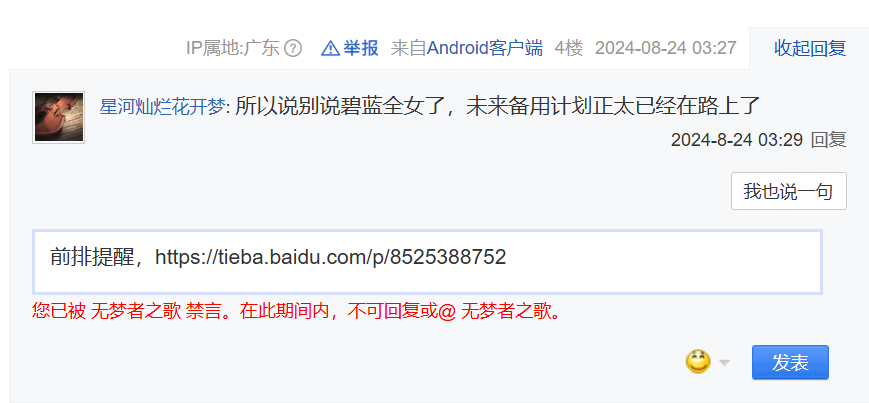 IP属地:广东 ? 举报 来自Android客户端 4楼 2024-08-24 03:27 收起回复
星河灿烂花开梦: 所以说别说碧蓝全女了，未来备用计划正太已经在路上了
2024-8-24 03:29 回复
我也说一句
前排提醒，https://tieba.baidu.com/p/8525388752
您已被 无梦者之歌 禁言。在此期间内，不可回复或@ 无梦者之歌。
发表